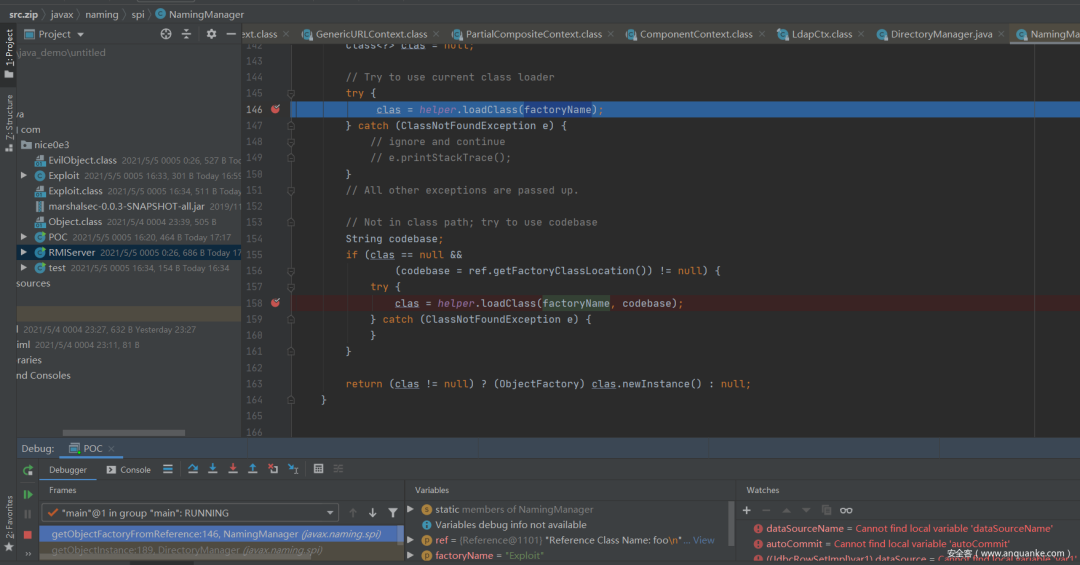 src.zip javax naming spi NamingManager
Project
ext.class GenericURLContext.class PartialCompositeContext.class ComponentContext.class LdapCtx.class DirectoryManager.java NamingMa
\java_demo\untitled
1: Project
Z: Structure
2: Favorites
va
com
nice0e3
EvilObject.class 2021/5/5 0005 0:26, 527 B Tod
Exploit 2021/5/5 0005 16:33, 301 B Today 16:55
Exploit.class 2021/5/5 0005 16:34, 511 B Today
marshalsec-0.0.3-SNAPSHOT-all.jar 2019/11
Object.class 2021/5/4 0004 23:39, 505 B
POC 2021/5/5 0005 16:20, 464 B Today 17:17
RMIServer 2021/5/5 0005 0:26, 686 B Today 17
test 2021/5/5 0005 16:34, 154 B Today 16:34
sources
l 2021/5/4 0004 23:27, 632 B Yesterday 23:27
iml 2021/5/4 0004 23:11, 81 B
raries
nd Consoles
142 Class<?> clas = null;
143
144 // Try to use current class loader
145 try {
146 clas = helper.loadClass(factoryName);
147 } catch (ClassNotFoundException e) {
148 // ignore and continue
149 // e.printStackTrace();
150 }
151 // All other exceptions are passed up.
152
153 // Not in class path; try to use codebase
154 String codebase;
155 if (clas == null &&
156 (codebase = ref.getFactoryClassLocation()) != null) {
157 try {
158 clas = helper.loadClass(factoryName, codebase);
159 } catch (ClassNotFoundException e) {
160 }
161 }
162
163 return (clas != null) ? (ObjectFactory) clas.newInstance() : null;
164 }
165
166
Debug: POC
Debugger Console
Frames
"main"@1 in group "main": RUNNING
getObjectFactoryFromReference:146, NamingManager (javax.naming.spi)
getObjectInstance:189, DirectoryManager (javax.naming.spi)
Variables
static members of NamingManager
Variables debug info not available
ref = {Reference@1101} "Reference Class Name: foo\n"... View
factoryName = "Exploit"
Watches
dataSourceName = Cannot find local variable 'dataSourceName'
autoCommit = Cannot find local variable 'autoCommit'
((JdbcRowSetImpl)var1).dataSource = Cannot find local variable 'var1'
安全客（www.anquanke.com）